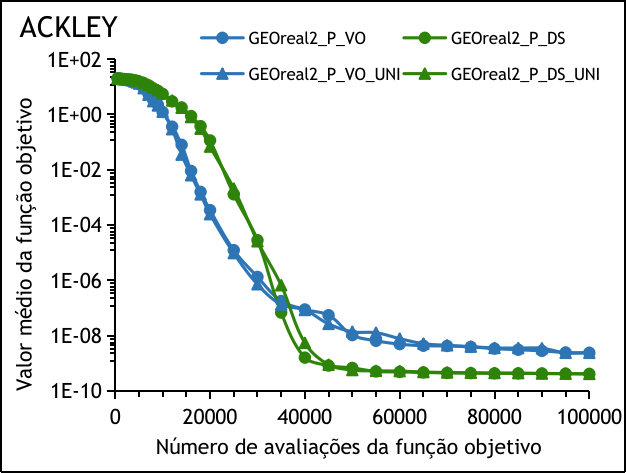 ACKLEY
GEOreal2_P_VO
GEOreal2_P_DS
GEOreal2_P_VO_UNI
GEOreal2_P_DS_UNI
Valor médio da função objetivo
1E+02
1E+00
1E-02
1E-04
1E-06
1E-08
1E-10
0 20000 40000 60000 80000 100000
Número de avaliações da função objetivo